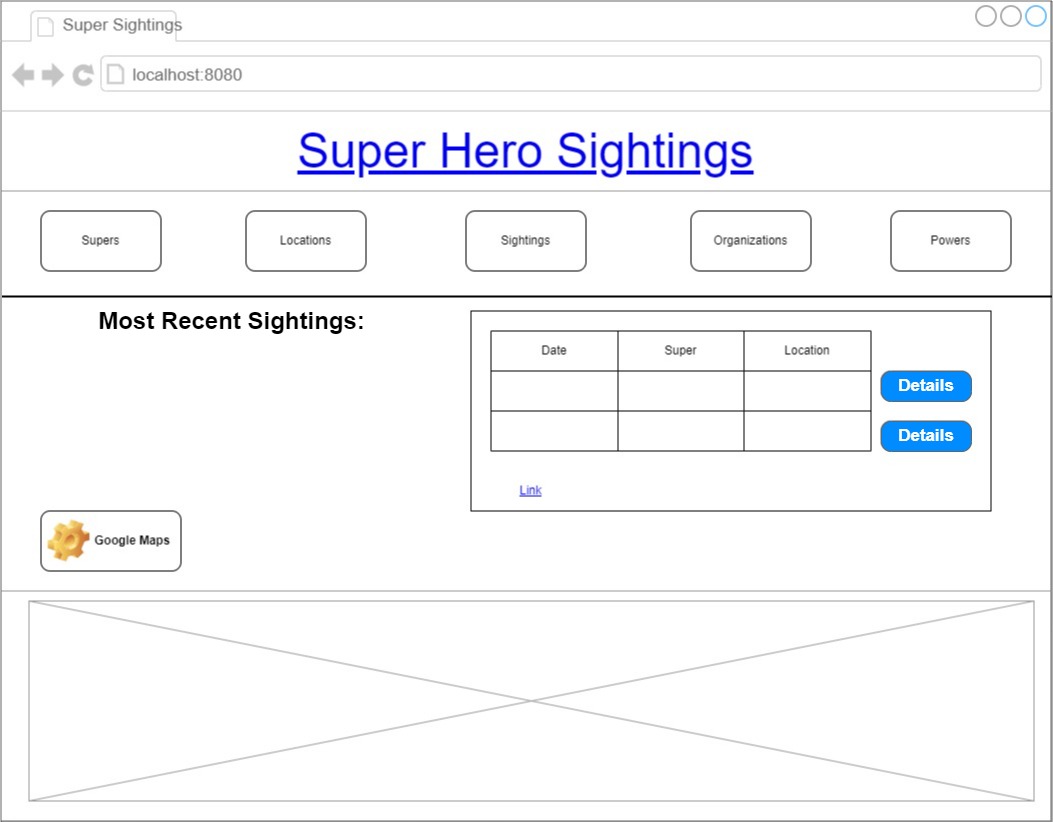 Super Sightings
localhost:8080
Super Hero Sightings
Supers
Locations
Sightings
Organizations
Powers
Most Recent Sightings:
Date Super Location
Details
Details
Link
Google Maps